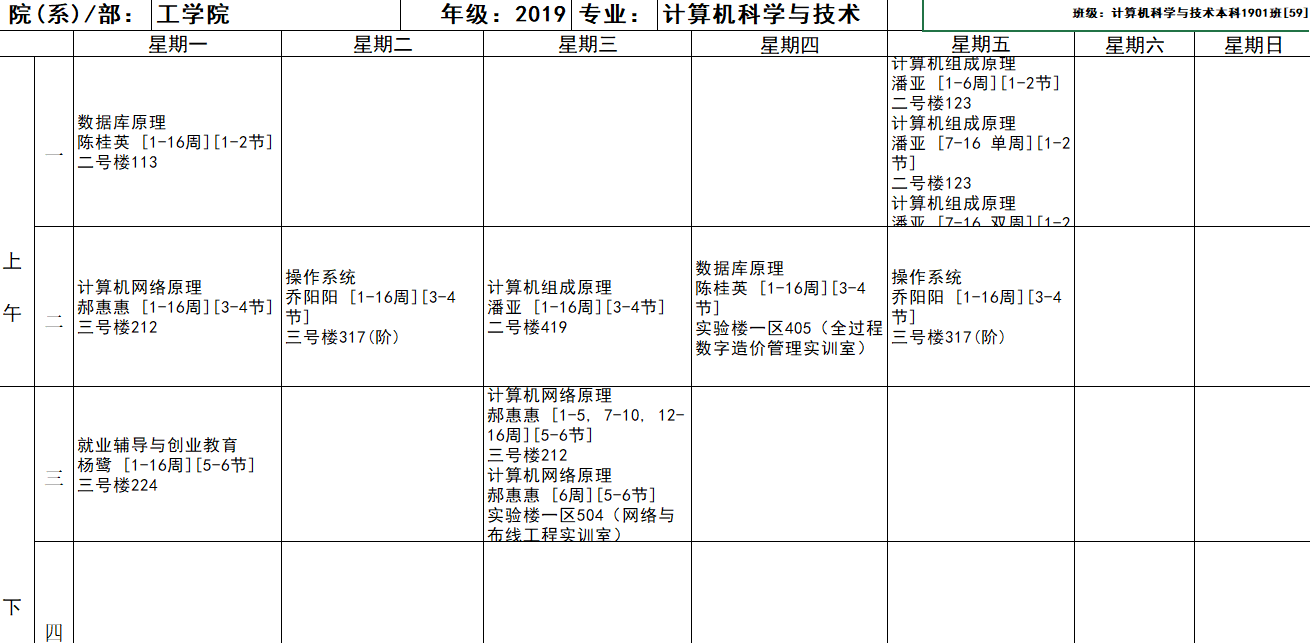 院(系)/部： 工学院 年级：2019 专业： 计算机科学与技术 班级：计算机科学与技术本科1901班[59]
星期一 星期二 星期三 星期四 星期五 星期六 星期日
上午
一
数据库原理
陈桂英 [1-16周][1-2节]
二号楼113
计算机组成原理
潘亚 [1-6周][1-2节]
二号楼123
计算机组成原理
潘亚 [7-16 单周][1-2
节]
二号楼123
计算机组成原理
潘亚 [7-16 双周][1-2
二
计算机网络原理
郝惠惠 [1-16周][3-4节]
三号楼212
操作系统
乔阳阳 [1-16周][3-4
节]
三号楼317(阶)
计算机组成原理
潘亚 [1-16周][3-4节]
二号楼419
数据库原理
陈桂英 [1-16周][3-4
节]
实验楼一区405（全过程
数字造价管理实训室）
操作系统
乔阳阳 [1-16周][3-4
节]
三号楼317(阶)
下
三
就业辅导与创业教育
杨鹭 [1-16周][5-6节]
三号楼224
计算机网络原理
郝惠惠 [1-5, 7-10, 12-
16周][5-6节]
三号楼212
计算机网络原理
郝惠惠 [6周][5-6节]
实验楼一区504（网络与
布线工程实训室）
四